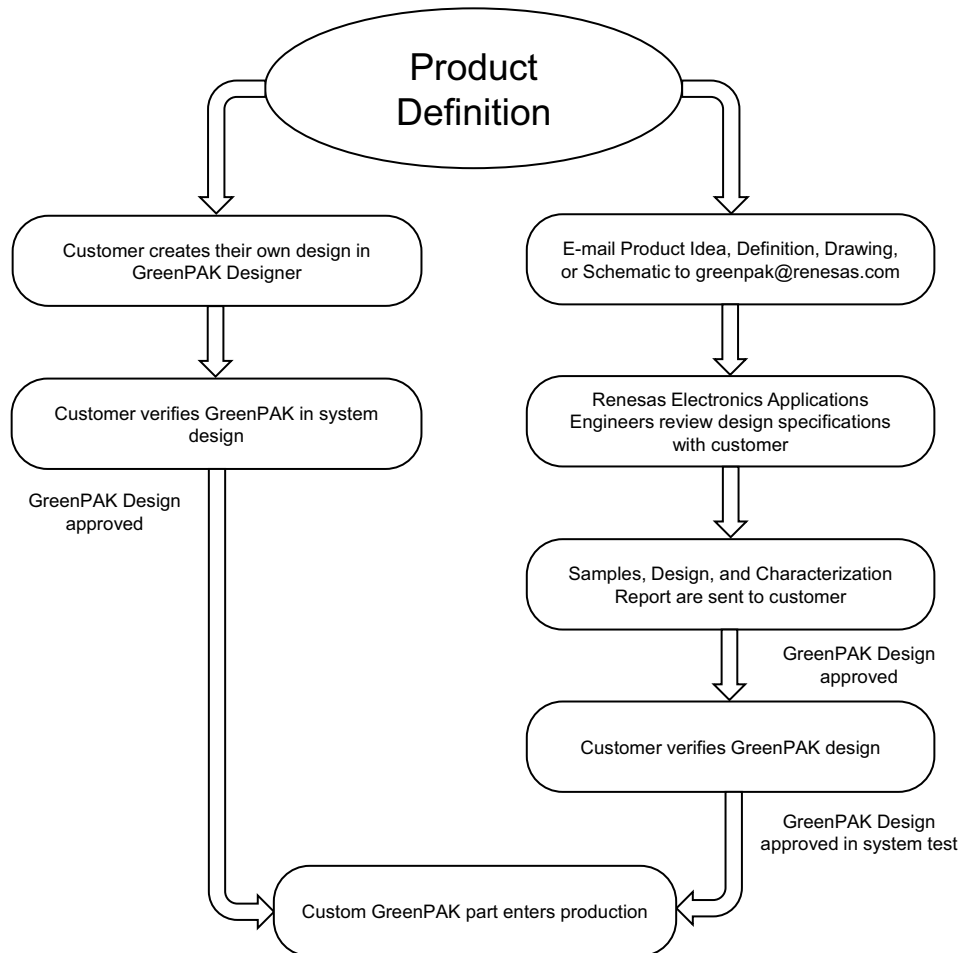 Product
Definition
Customer creates their own design in
GreenPAK Designer
Customer verifies GreenPAK in system
design
GreenPAK Design
approved
E-mail Product Idea, Definition, Drawing,
or Schematic to greenpak@renesas.com
Renesas Electronics Applications
Engineers review design specifications
with customer
Samples, Design, and Characterization
Report are sent to customer
GreenPAK Design
approved
Customer verifies GreenPAK design
GreenPAK Design
approved in system test
Custom GreenPAK part enters production